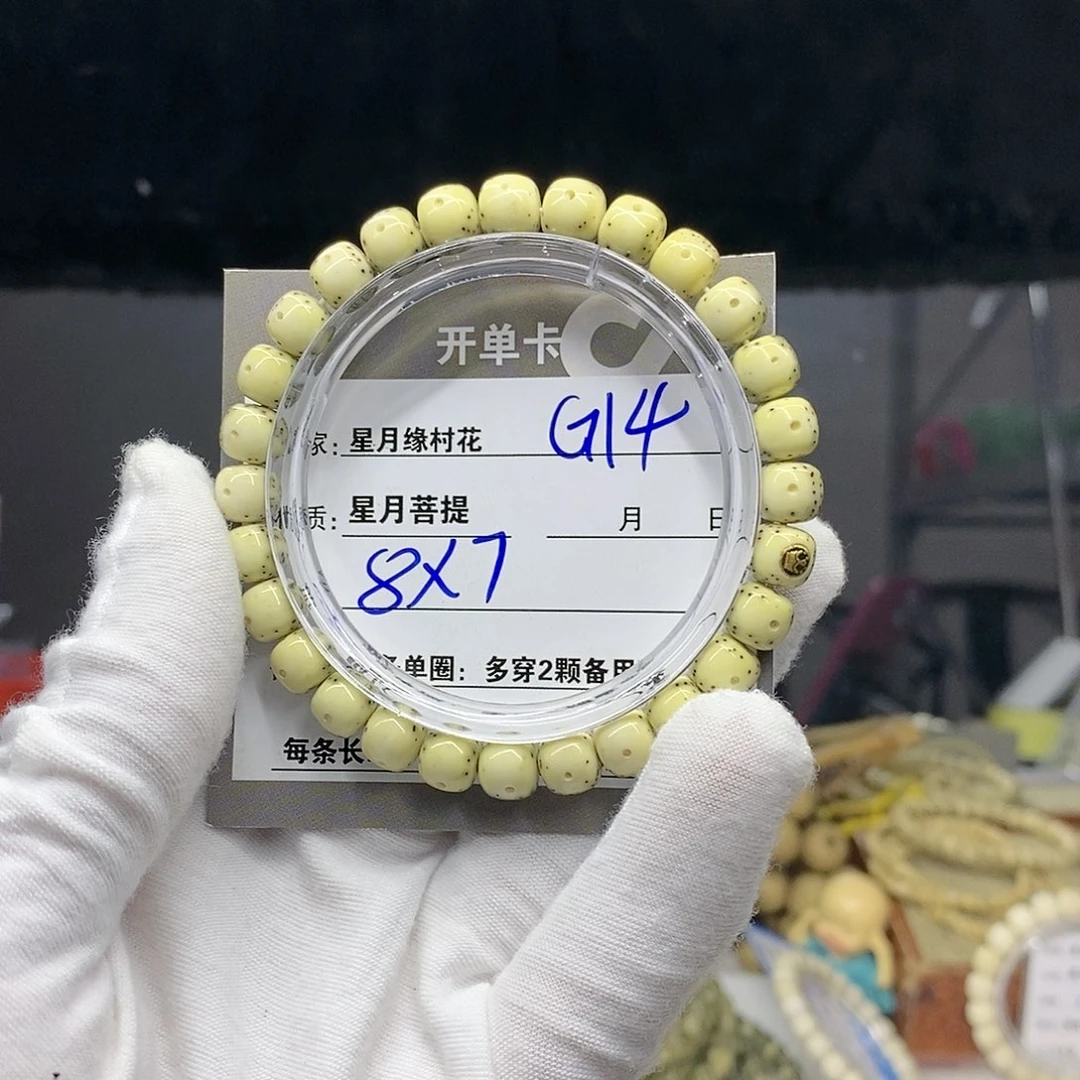 开单卡
家：星月缘村花 G14
质：星月菩提 月 日
8X7
单圈：多穿2颗备用
每条长